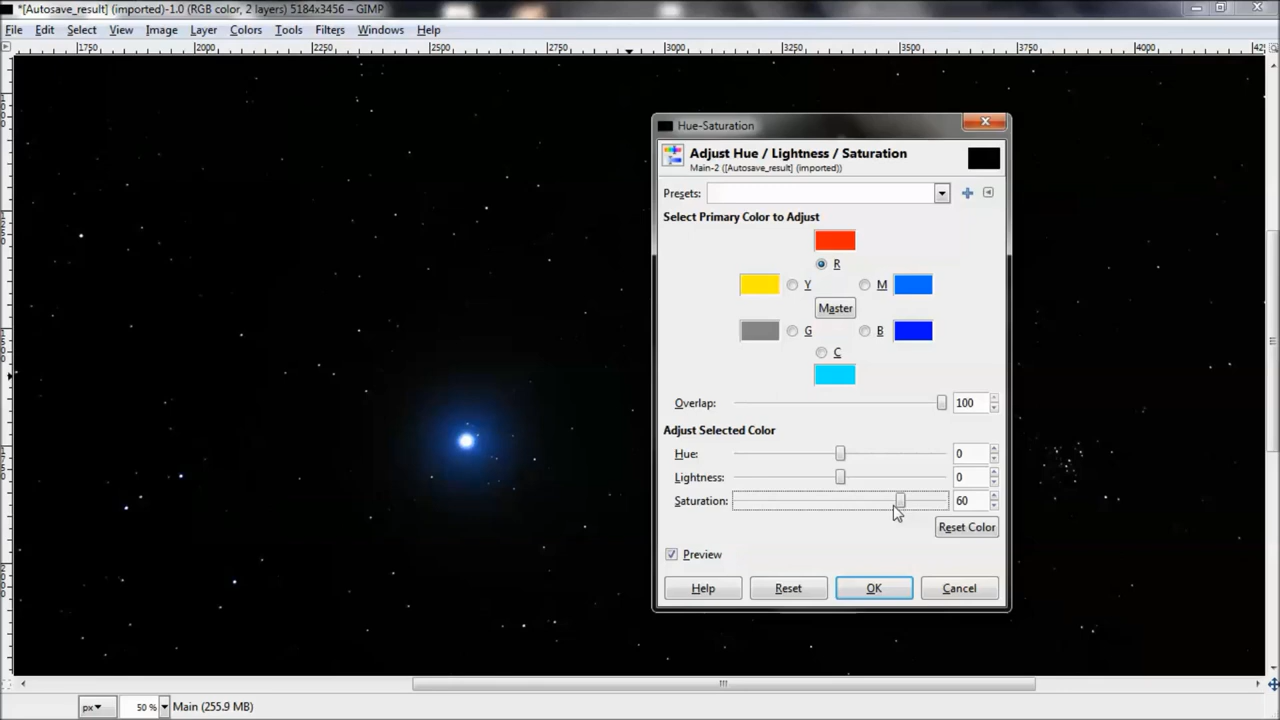 *[Autosave_result] (imported)-1.0 (RGB color, 2 layers) 5184x3456 – GIMP
File Edit Select View Image Layer Colors Tools Filters Windows Help
1750 2000 2250 2500 2750 3000 3250 3500 3750 4000 425
Hue-Saturation
Adjust Hue / Lightness / Saturation
Main-2 ([Autosave_result] (imported))
Presets:
Select Primary Color to Adjust
R
Y M
Master
G B
C
Overlap: 100
Adjust Selected Color
Hue: 0
Lightness: 0
Saturation: 60
Reset Color
Preview
Help Reset OK Cancel
px 50 % Main (255.9 MB)